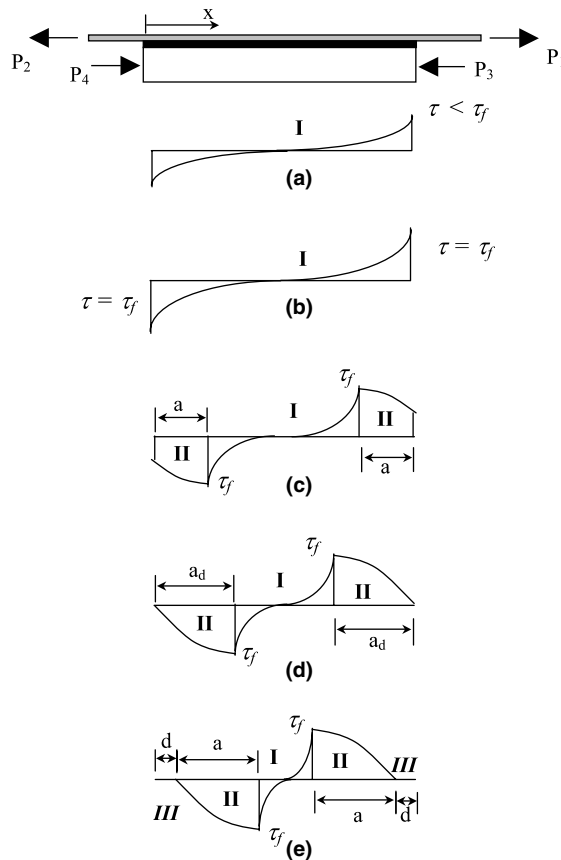 x
P2 P
P4 P3
I τ < τf
(a)
I τ = τf
τ = τf
(b)
τf
a I II
II
τf a
(c)
τf
ad I
II II
τf ad
(d)
τf
d a I
II III
III II
τf a d
(e)